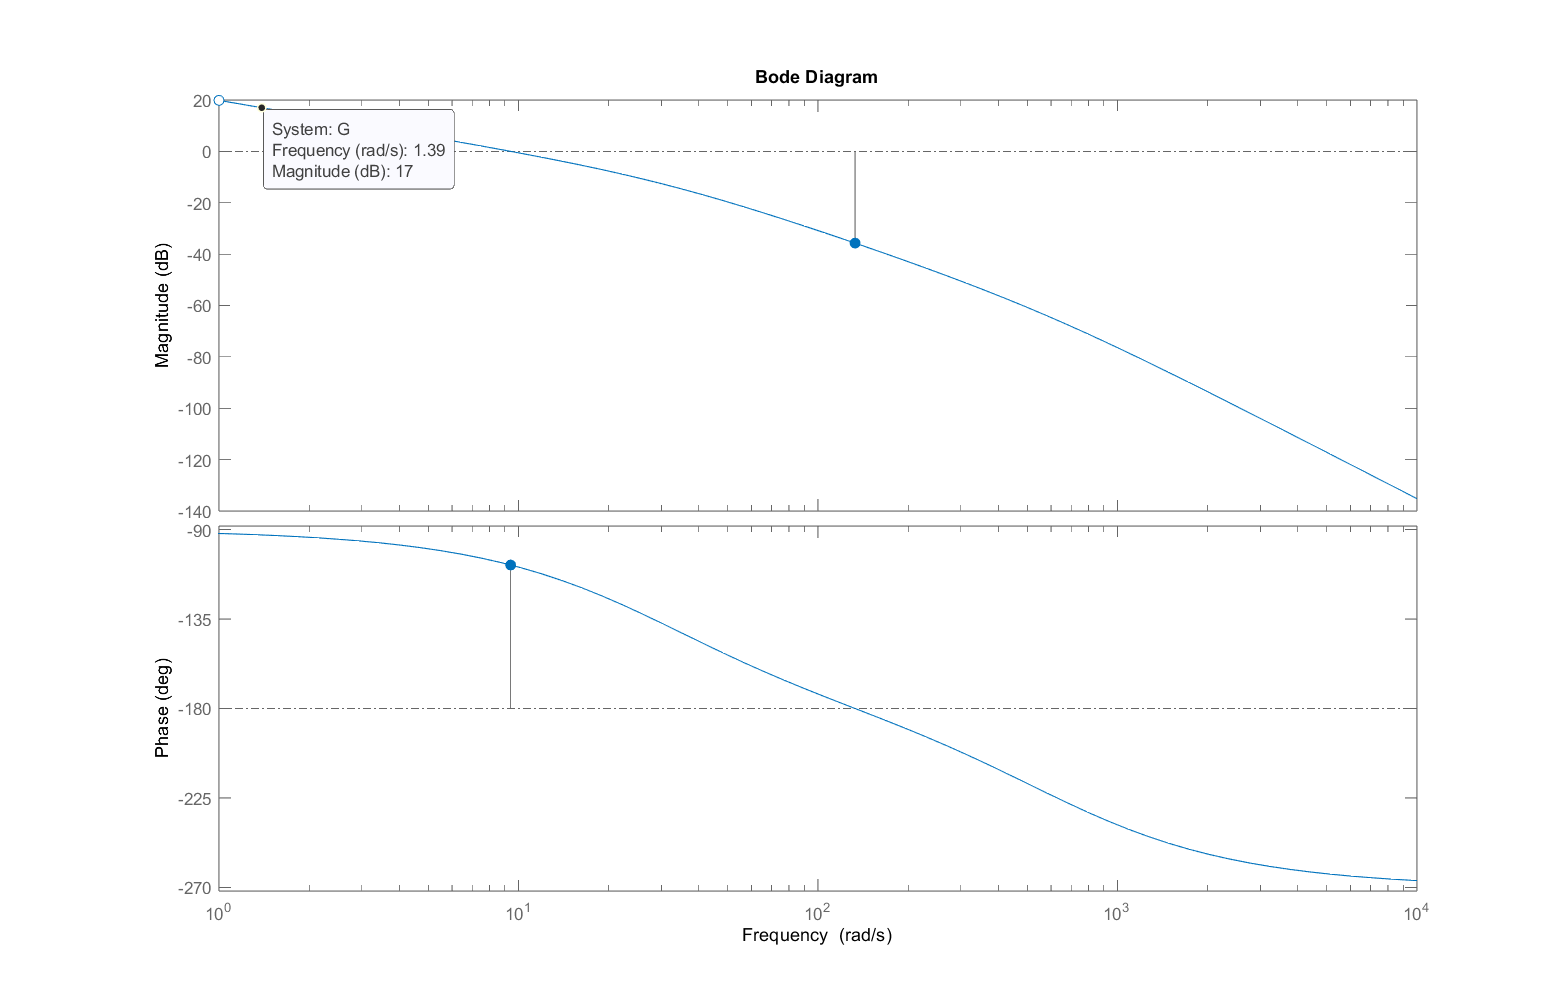 Bode Diagram
20
0
-20
-40
-60
-80
-100
-120
-140
Magnitude (dB)
System: G
Frequency (rad/s): 1.39
Magnitude (dB): 17
-90
-135
-180
-225
-270
Phase (deg)
10^0
10^1
10^2
10^3
10^4
Frequency (rad/s)